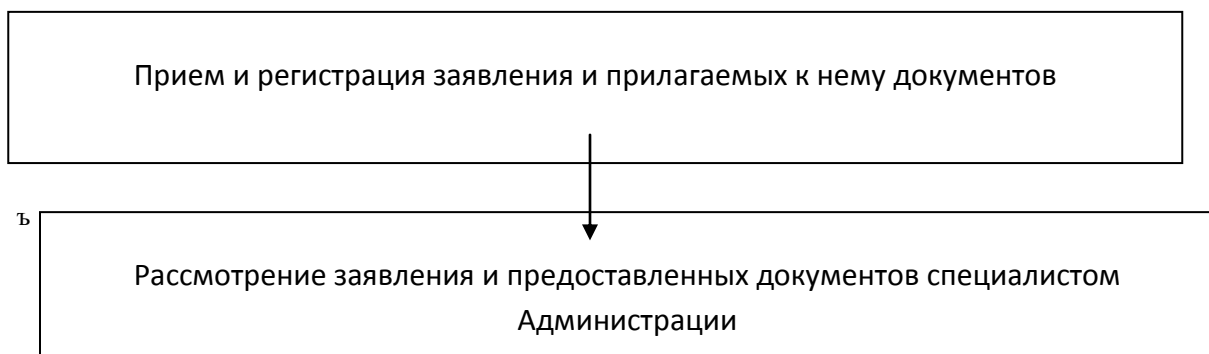 Прием и регистрация заявления и прилагаемых к нему документов
ъ
Рассмотрение заявления и предоставленных документов специалистом
Администрации